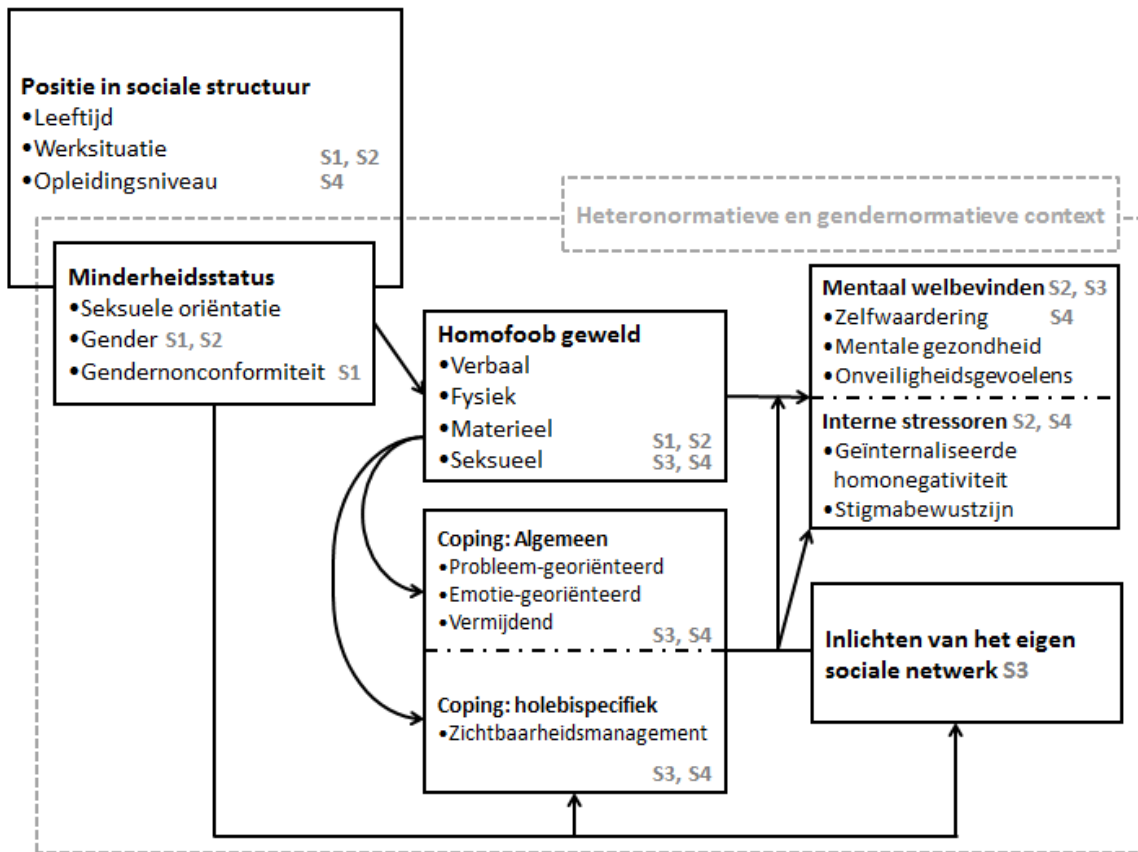 Positie in sociale structuur
•Leeftijd
•Werksituatie
S1, S2
•Opleidingsniveau
S4
Heteronormatieve en gendernormatieve context
Minderheidsstatus
•Seksuele oriëntatie
•Gender S1, S2
•Gendernonconformiteit S1
Homofoob geweld
•Verbaal
•Fysiek
•Materieel
•Seksueel
S1, S2
S3, S4
Mentaal welbevinden S2, S3
•Zelfwaardering S4
•Mentale gezondheid
•Onveiligheidsgevoelens
Interne stressoren S2, S4
•Geïnternaliseerde
homonegativiteit
•Stigmabewustzijn
Coping: Algemeen
•Probleem-georiënteerd
•Emotie-georiënteerd
•Vermijdend
S3, S4
Coping: holebispecifiek
•Zichtbaarheidsmanagement
S3, S4
Inlichten van het eigen
sociale netwerk S3